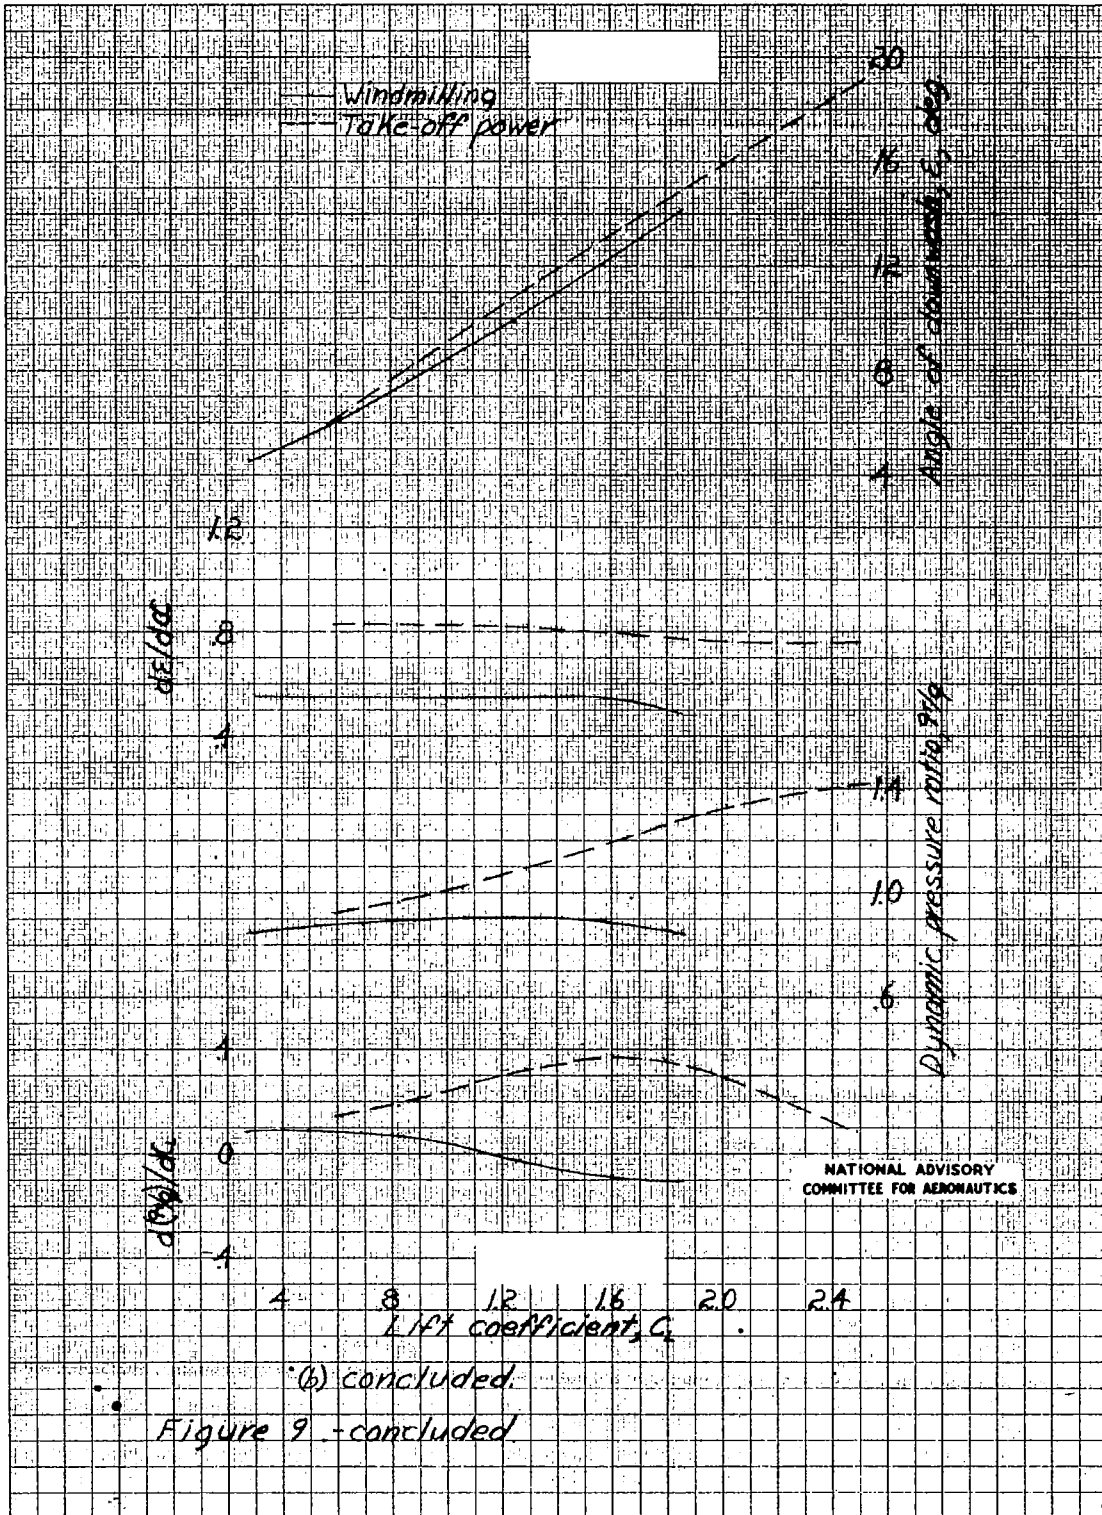 Windmilling
Take-off power
20
16
12
8
4
Angle of downwash, ε, deg.
1.2
.8
.4
dε/dα
1.4
1.0
.6
Dynamic pressure ratio, qt/q
.4
0
-.4
NATIONAL ADVISORY
COMMITTEE FOR AERONAUTICS
.4 .8 1.2 1.6 2.0 2.4
Lift coefficient, CL
(b) concluded.
Figure 9.-concluded.